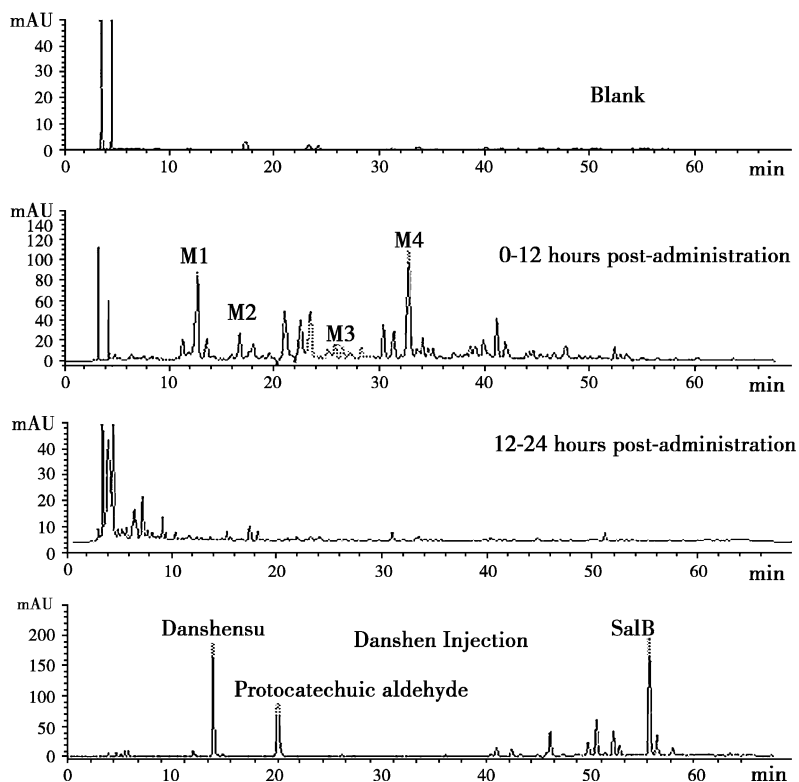 mAU
50
40
30
20
10
0
Blank
0 10 20 30 40 50 60
min
mAU
140
120
100
80
60
40
20
0
M1
M2
M3
M4
0-12 hours post-administration
0 10 20 30 40 50 60
min
mAU
40
30
20
10
0
12-24 hours post-administration
0 10 20 30 40 50 60
min
mAU
200
150
100
50
0
Danshensu
Danshen Injection
SalB
Protocatechuic aldehyde
0 10 20 30 40 50 60
min